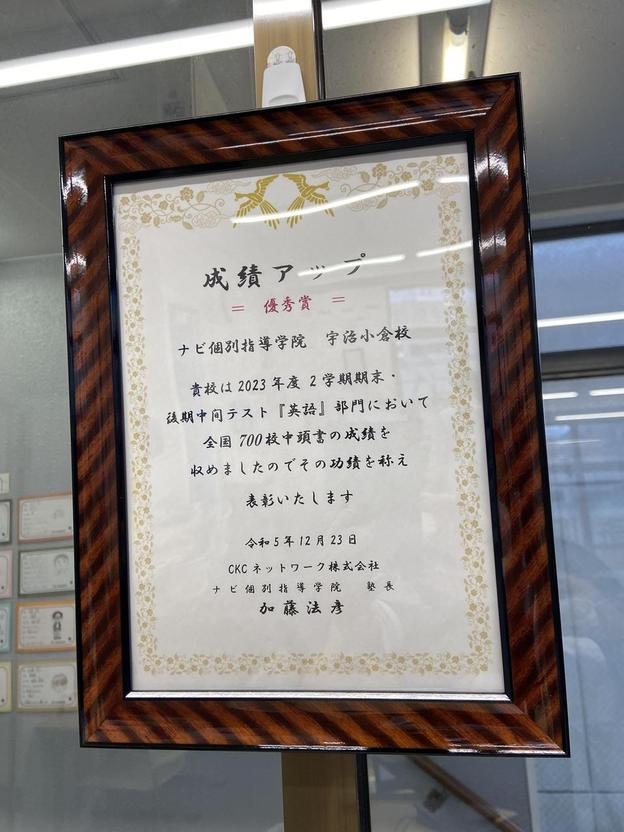 成績アップ
＝ 優秀賞 ＝
ナビ個別指導学院 宇治小倉校
貴校は2023年度2学期期末・
後期中間テスト『英語』部門において
全国700校中頭書の成績を
収めましたのでその功績を称え
表彰いたします
令和5年12月23日
CKCネットワーク株式会社
ナビ個別指導学院 塾長
加藤法彦